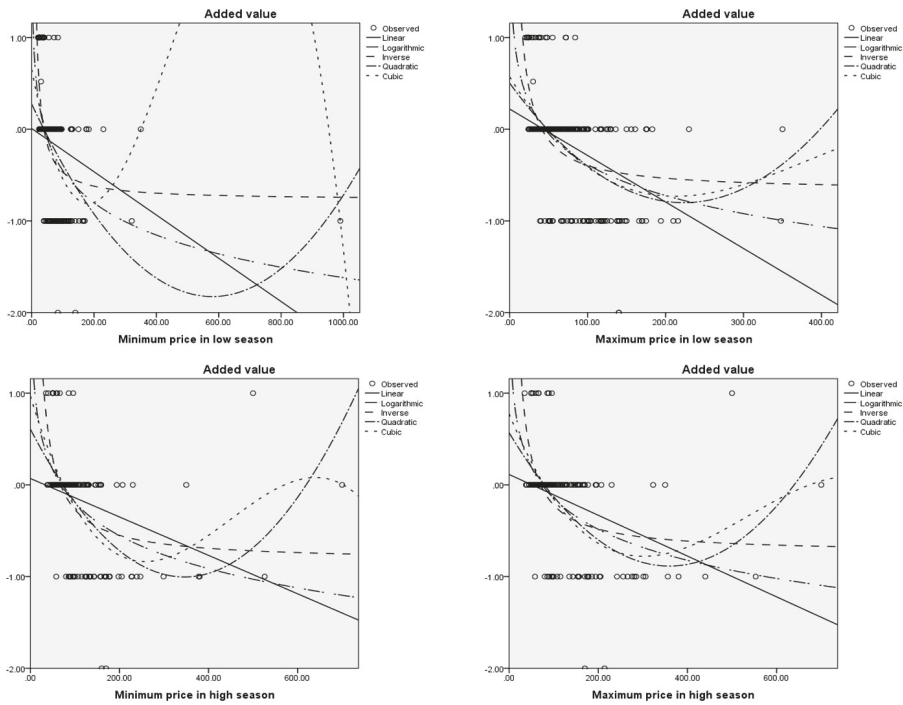 Added value
1.00
.00
-1.00
-2.00
.00
200.00
400.00
600.00
800.00
1000.00
Minimum price in low season
Observed
Linear
Logarithmic
Inverse
Quadratic
Cubic
Added value
1.00
.00
-1.00
-2.00
.00
100.00
200.00
300.00
400.00
Maximum price in low season
Observed
Linear
Logarithmic
Inverse
Quadratic
Cubic
Added value
1.00
.00
-1.00
-2.00
.00
200.00
400.00
600.00
Minimum price in high season
Observed
Linear
Logarithmic
Inverse
Quadratic
Cubic
Added value
1.00
.00
-1.00
-2.00
.00
200.00
400.00
600.00
Maximum price in high season
Observed
Linear
Logarithmic
Inverse
Quadratic
Cubic